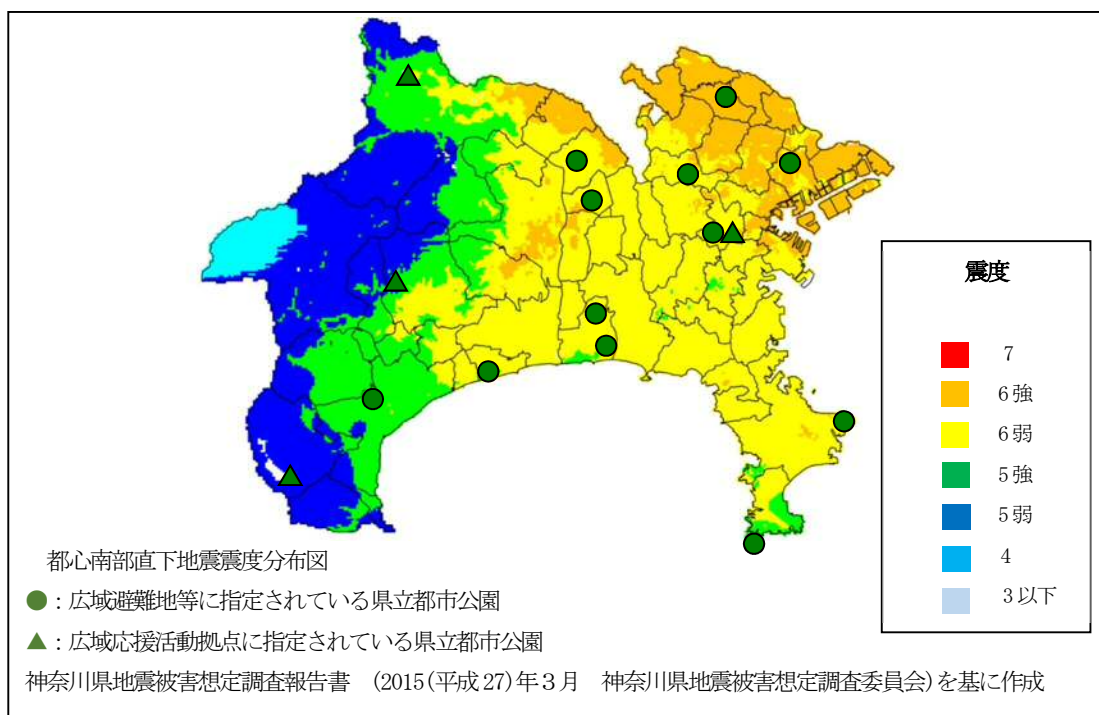 震度
7
6強
6弱
5強
5弱
4
3以下
都心南部直下地震震度分布図
●：広域避難地等に指定されている県立都市公園
▲：広域応援活動拠点に指定されている県立都市公園
神奈川県地震被害想定調査報告書　(2015(平成27)年３月　神奈川県地震被害想定調査委員会)を基に作成